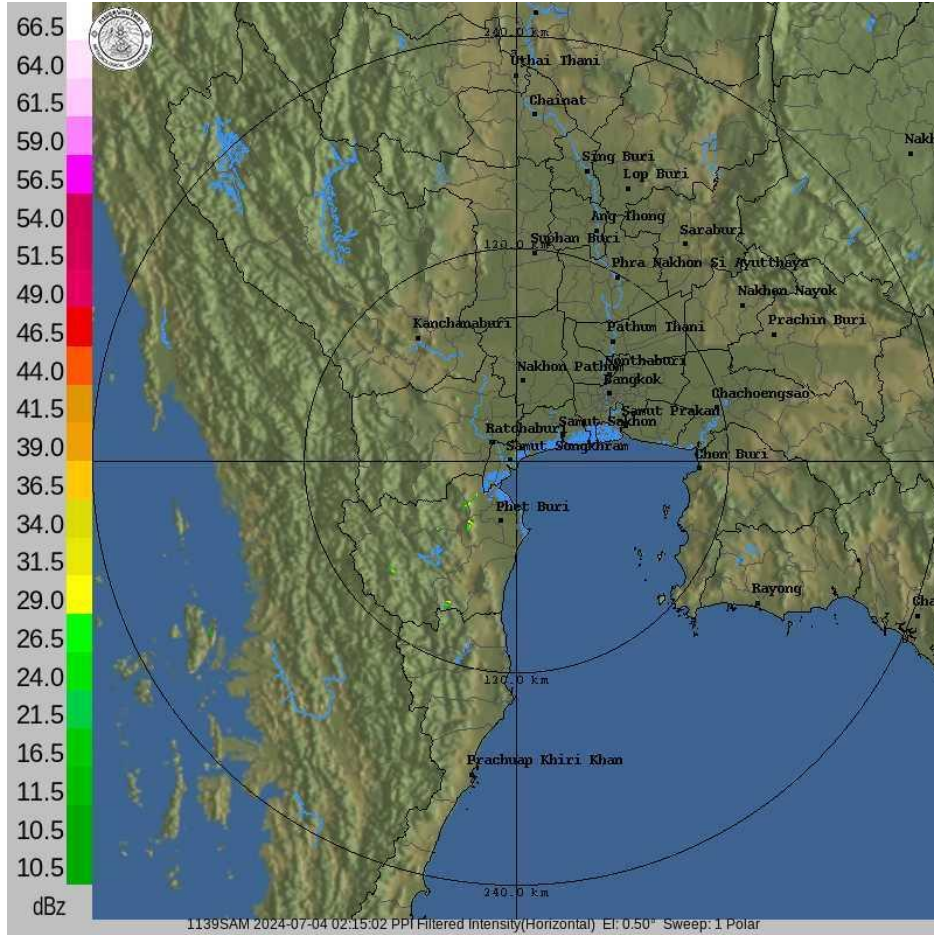 66.5
64.0
61.5
59.0
56.5
54.0
51.5
49.0
46.5
44.0
41.5
39.0
36.5
34.0
31.5
29.0
26.5
24.0
21.5
16.5
11.5
10.5
10.5
dBz
240.0 km
Uthai Thani
Chainat
Nakh
Sing Buri
Lop Buri
Ang Thong
Saraburi
Suphan Buri
120.0 km
Phra Nakhon Si Ayutthaya
Nakhon Nayok
Kanchanaburi
Pathum Thani
Prachin Buri
Nonthaburi
Nakhon Pathom
Bangkok
Chachoengsao
Samut Prakan
Samut Sakhon
Ratchaburi
Samut Songkhram
Chon Buri
Phet Buri
Rayong
Cha
120.0 km
Prachuap Khiri Khan
240.0 km
1139SAM 2024-07-04 02:15:02 PPI Filtered Intensity(Horizontal) El: 0.50° Sweep: 1 Polar